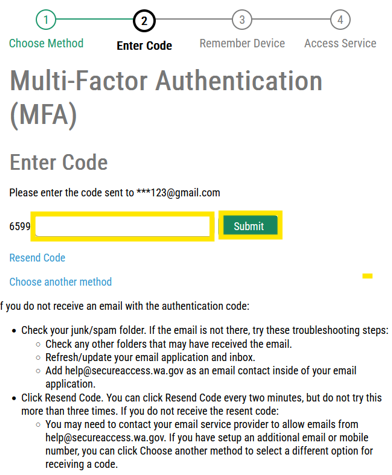 1 2 3 4
Choose Method Enter Code Remember Device Access Service
Multi-Factor Authentication
(MFA)
Enter Code
Please enter the code sent to ***123@gmail.com
6599 Submit
Resend Code
Choose another method
f you do not receive an email with the authentication code:
• Check your junk/spam folder. If the email is not there, try these troubleshooting steps:
○ Check any other folders that may have received the email.
○ Refresh/update your email application and inbox.
○ Add help@secureaccess.wa.gov as an email contact inside of your email
application.
• Click Resend Code. You can click Resend Code every two minutes, but do not try this
more than three times. If you do not receive the resent code:
○ You may need to contact your email service provider to allow emails from
help@secureaccess.wa.gov. If you have setup an additional email or mobile
number, you can click Choose another method to select a different option for
receiving a code.